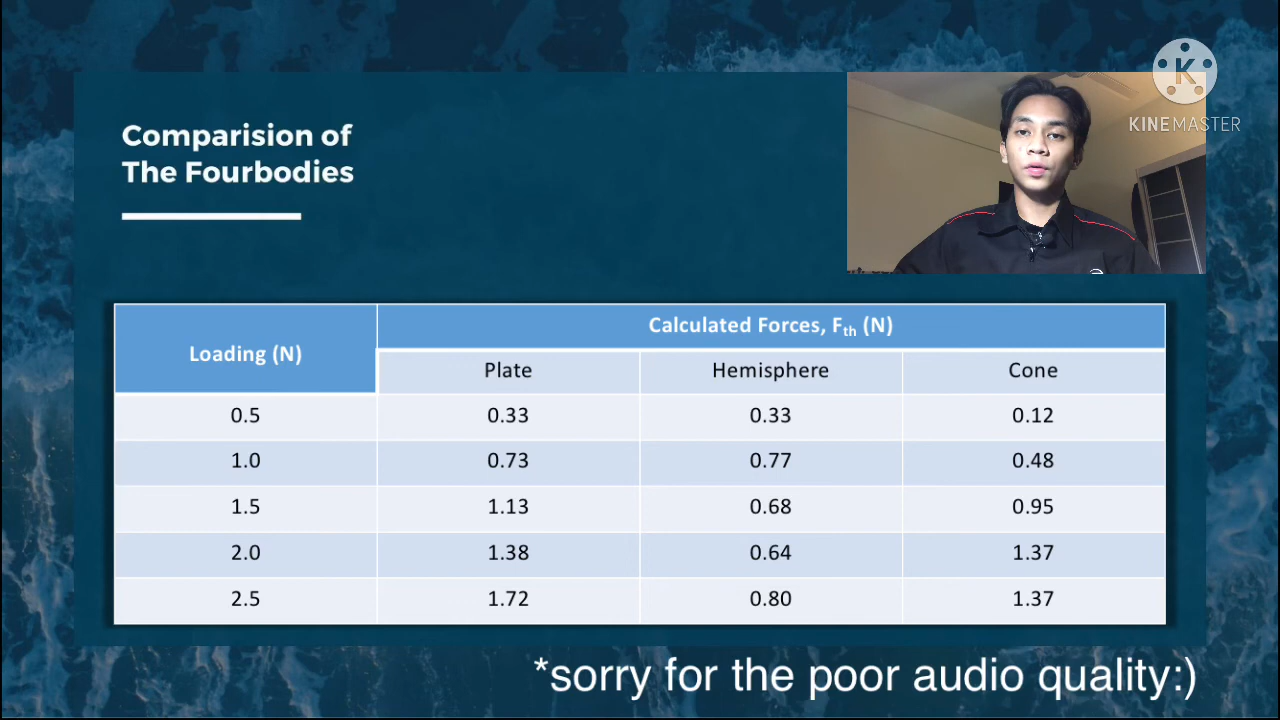 K
KINEMASTER
Comparision of
The Fourbodies
Loading (N)
Calculated Forces, Fth (N)
Plate Hemisphere Cone
0.5 0.33 0.33 0.12
1.0 0.73 0.77 0.48
1.5 1.13 0.68 0.95
2.0 1.38 0.64 1.37
2.5 1.72 0.80 1.37
*sorry for the poor audio quality:)